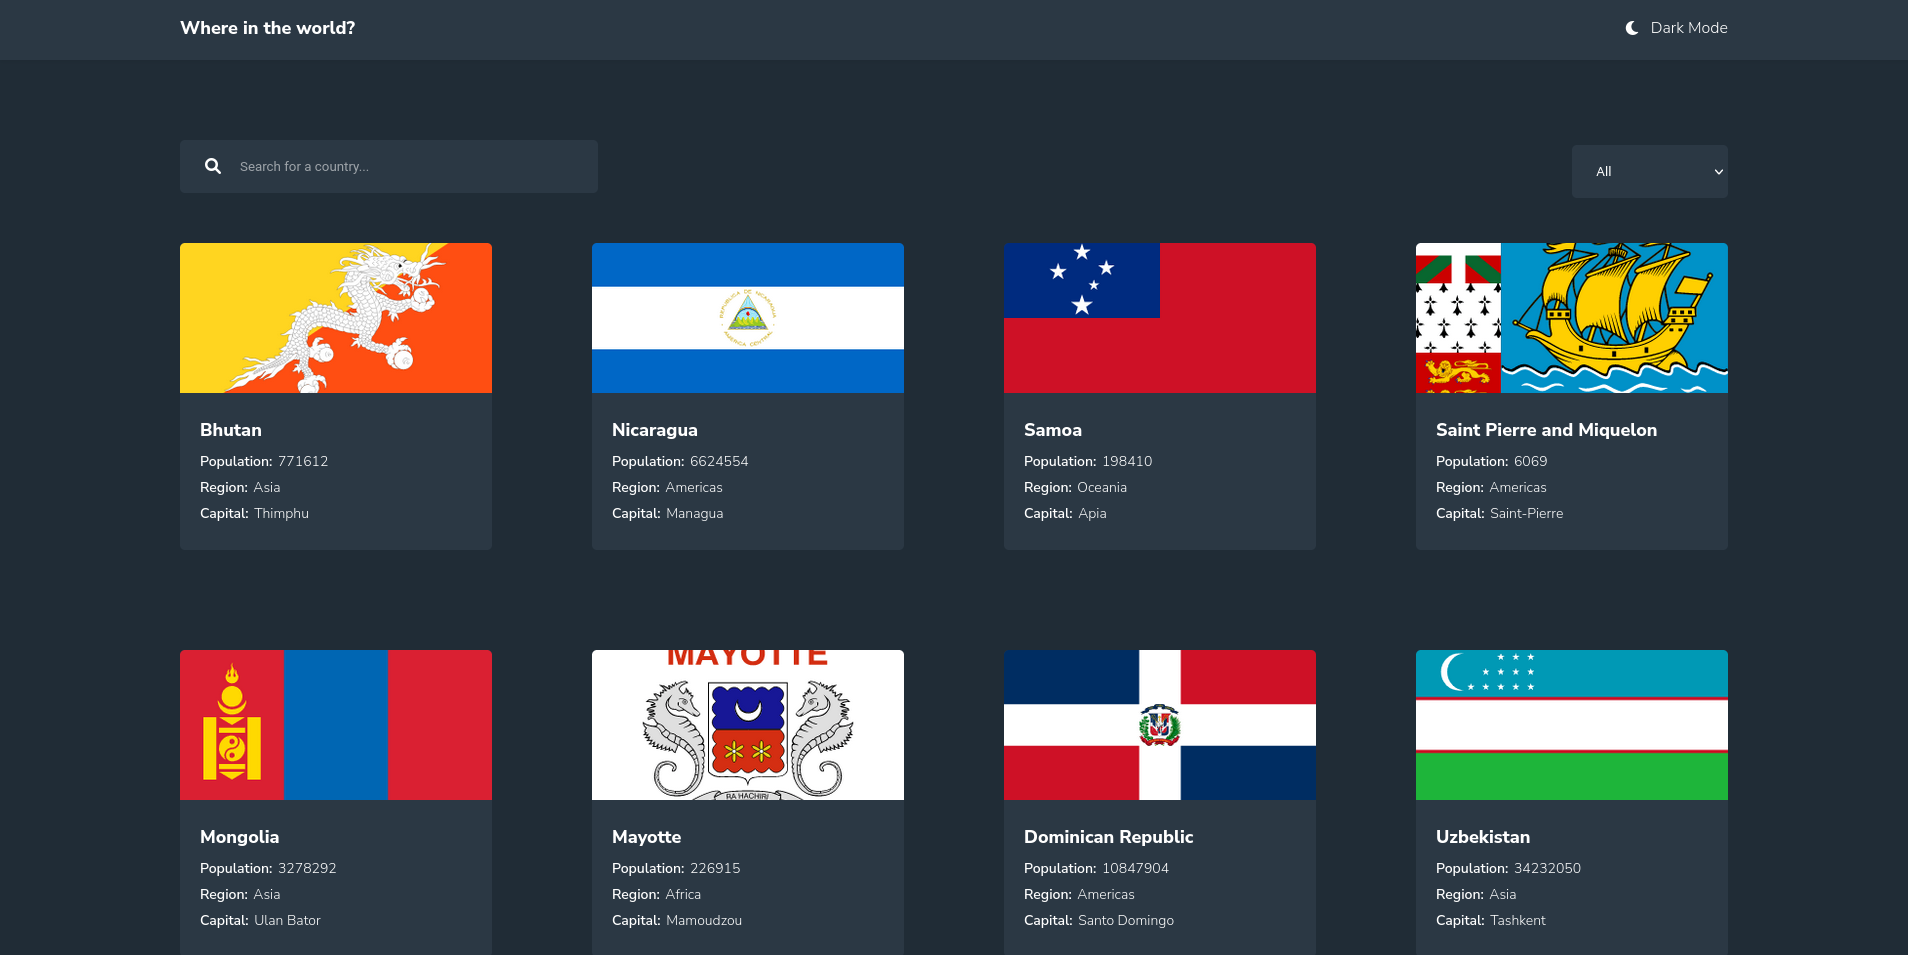 Where in the world?
Dark Mode
Search for a country...
All
REPUBLICA DE NICARAGUA
AMERICA CENTRAL
Bhutan
Population: 771612
Region: Asia
Capital: Thimphu
Nicaragua
Population: 6624554
Region: Americas
Capital: Managua
Samoa
Population: 198410
Region: Oceania
Capital: Apia
Saint Pierre and Miquelon
Population: 6069
Region: Americas
Capital: Saint-Pierre
MAYOTTE
RA HACHIRI
Mongolia
Population: 3278292
Region: Asia
Capital: Ulan Bator
Mayotte
Population: 226915
Region: Africa
Capital: Mamoudzou
Dominican Republic
Population: 10847904
Region: Americas
Capital: Santo Domingo
Uzbekistan
Population: 34232050
Region: Asia
Capital: Tashkent